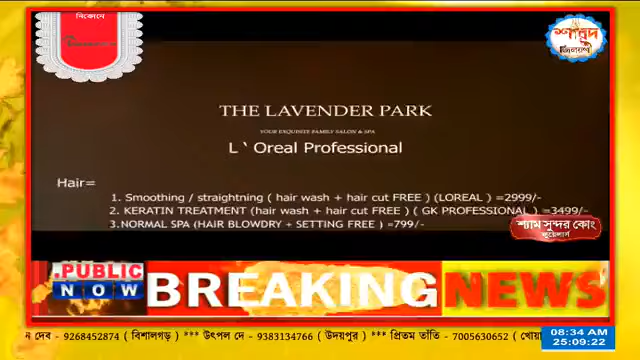 নিকোনে
শারদ
THE LAVENDER PARK
YOUR EXQUISITE FAMILY SALON & SPA
L ‘ Oreal Professional
Hair=
1. Smoothing / straightning ( hair wash + hair cut FREE ) (LOREAL ) =2999/-
2. KERATIN TREATMENT (hair wash + hair cut FREE ) ( GK PROFESSIONAL ) =3499/-
3.NORMAL SPA (HAIR BLOWDRY + SETTING FREE ) =799/-
শ্যাম সুন্দর কোং
জুয়েলার্স
.PUBLIC
NOW
BREAKING NEWS
ন দেব - 9268452874 ( বিশালগড় ) *** উৎপল দে - 9383134766 ( উদয়পুর ) *** প্রিতম তাঁতি - 7005630652 ( খোয়া
08:34 AM
25:09:22